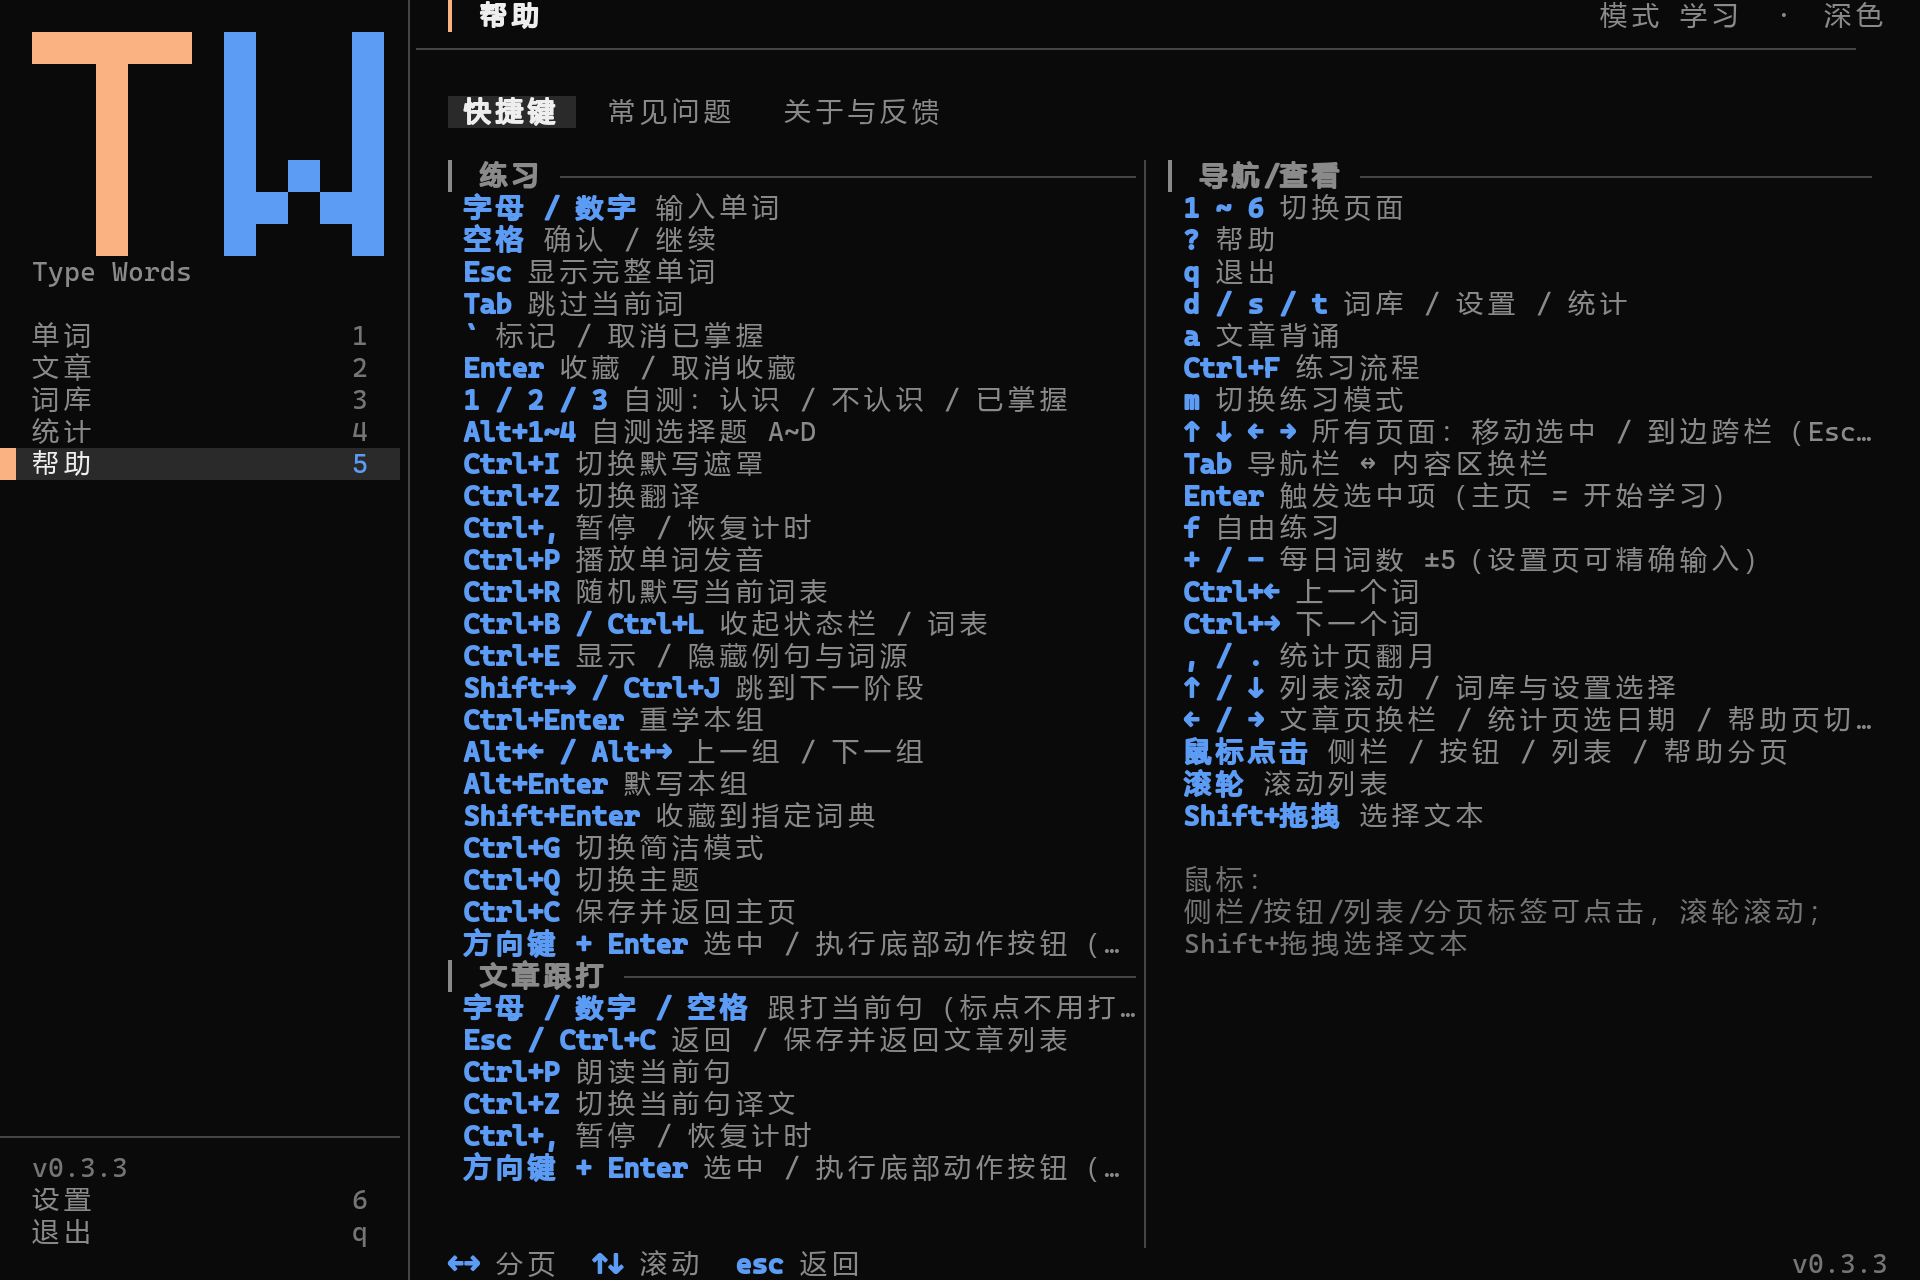 TW
Type Words
单词 1
文章 2
词库 3
统计 4
帮助 5
v0.3.3
设置 6
退出 q
帮助
模式 学习 · 深色
快捷键 常见问题 关于与反馈
练习
字母 / 数字 输入单词
空格 确认 / 继续
Esc 显示完整单词
Tab 跳过当前词
` 标记 / 取消已掌握
Enter 收藏 / 取消收藏
1 / 2 / 3 自测: 认识 / 不认识 / 已掌握
Alt+1~4 自测选择题 A~D
Ctrl+I 切换默写遮罩
Ctrl+Z 切换翻译
Ctrl+, 暂停 / 恢复计时
Ctrl+P 播放单词发音
Ctrl+R 随机默写当前词表
Ctrl+B / Ctrl+L 收起状态栏 / 词表
Ctrl+E 显示 / 隐藏例句与词源
Shift+→ / Ctrl+J 跳到下一阶段
Ctrl+Enter 重学本组
Alt+← / Alt+→ 上一组 / 下一组
Alt+Enter 默写本组
Shift+Enter 收藏到指定词典
Ctrl+G 切换简洁模式
Ctrl+Q 切换主题
Ctrl+C 保存并返回主页
方向键 + Enter 选中 / 执行底部动作按钮 (…
文章跟打
字母 / 数字 / 空格 跟打当前句 (标点不用打…
Esc / Ctrl+C 返回 / 保存并返回文章列表
Ctrl+P 朗读当前句
Ctrl+Z 切换当前句译文
Ctrl+, 暂停 / 恢复计时
方向键 + Enter 选中 / 执行底部动作按钮 (…
导航/查看
1 ~ 6 切换页面
? 帮助
q 退出
d / s / t 词库 / 设置 / 统计
a 文章背诵
Ctrl+F 练习流程
m 切换练习模式
↑ ↓ ← → 所有页面: 移动选中 / 到边跨栏 (Esc…
Tab 导航栏 ⇔ 内容区换栏
Enter 触发选中项 (主页 = 开始学习)
f 自由练习
+ / − 每日词数 ±5 (设置页可精确输入)
Ctrl+← 上一个词
Ctrl+→ 下一个词
, / . 统计页翻月
↑ / ↓ 列表滚动 / 词库与设置选择
← / → 文章页换栏 / 统计页选日期 / 帮助页切…
鼠标点击 侧栏 / 按钮 / 列表 / 帮助分页
滚轮 滚动列表
Shift+拖拽 选择文本
鼠标:
侧栏/按钮/列表/分页标签可点击, 滚轮滚动;
Shift+拖拽选择文本
←→ 分页 ↑↓ 滚动 esc 返回
v0.3.3